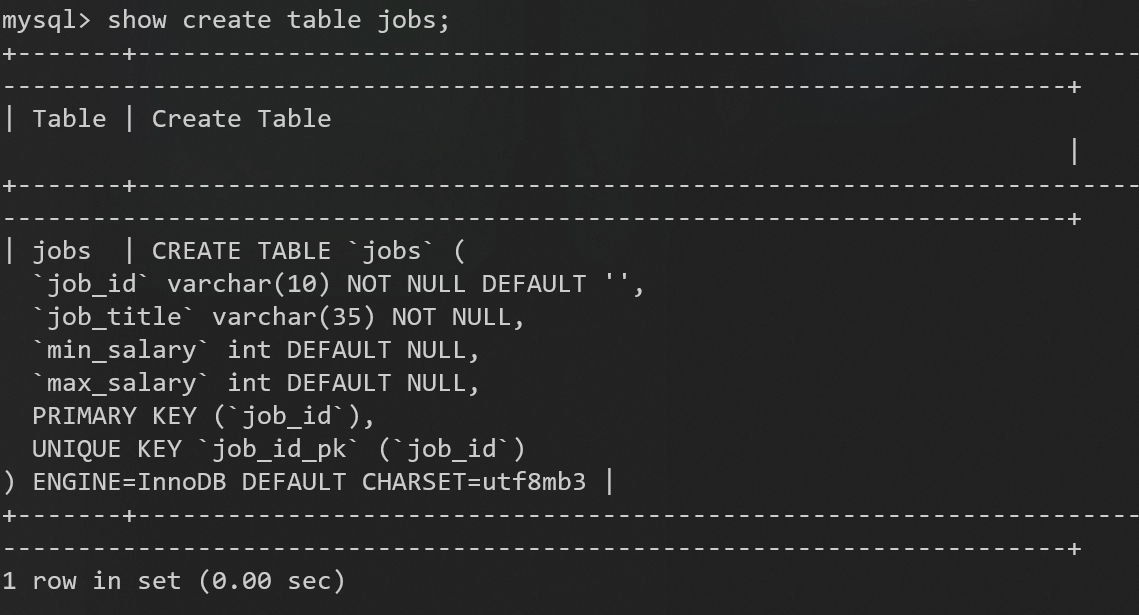 mysql> show create table jobs;
+-------+-------------------------------------------------------------------
-----------------------------------------------------------------------+
| Table | Create Table
|
+-------+-------------------------------------------------------------------
-----------------------------------------------------------------------+
| jobs  | CREATE TABLE `jobs` (
  `job_id` varchar(10) NOT NULL DEFAULT '',
  `job_title` varchar(35) NOT NULL,
  `min_salary` int DEFAULT NULL,
  `max_salary` int DEFAULT NULL,
  PRIMARY KEY (`job_id`),
  UNIQUE KEY `job_id_pk` (`job_id`)
) ENGINE=InnoDB DEFAULT CHARSET=utf8mb3 |
+-------+-------------------------------------------------------------------
-----------------------------------------------------------------------+
1 row in set (0.00 sec)